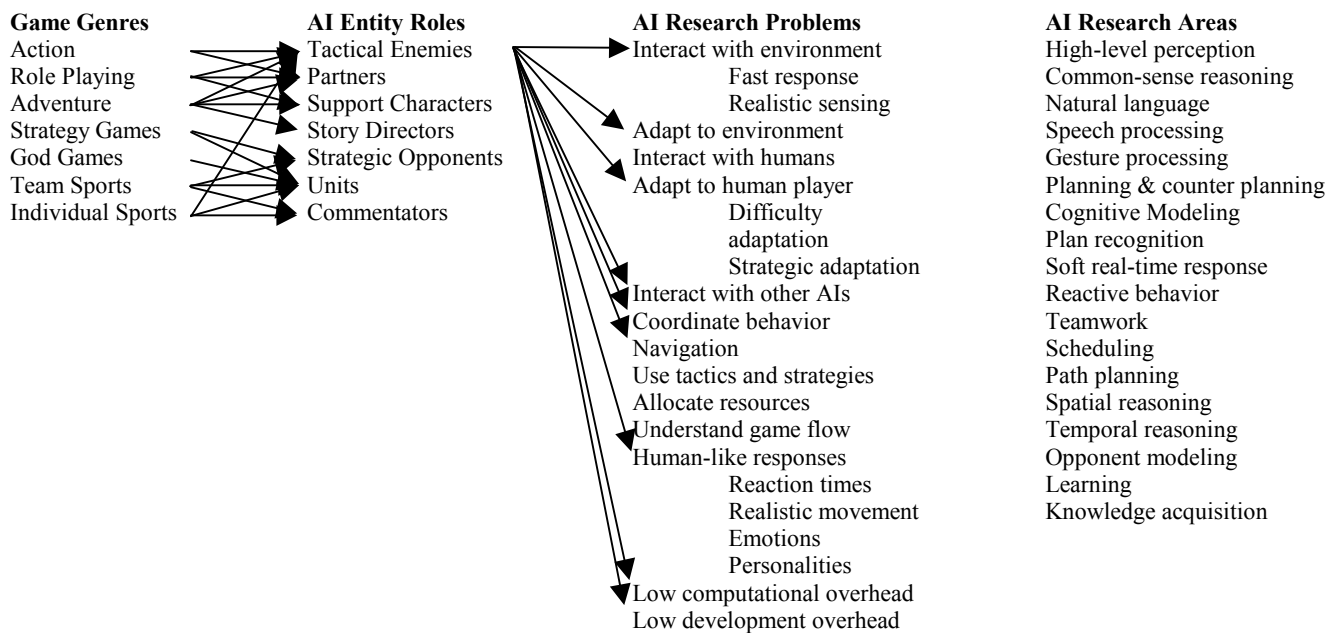 Game Genres
Action
Role Playing
Adventure
Strategy Games
God Games
Team Sports
Individual Sports
AI Entity Roles
Tactical Enemies
Partners
Support Characters
Story Directors
Strategic Opponents
Units
Commentators
AI Research Problems
Interact with environment
Fast response
Realistic sensing
Adapt to environment
Interact with humans
Adapt to human player
Difficulty
adaptation
Strategic adaptation
Interact with other AIs
Coordinate behavior
Navigation
Use tactics and strategies
Allocate resources
Understand game flow
Human-like responses
Reaction times
Realistic movement
Emotions
Personalities
Low computational overhead
Low development overhead
AI Research Areas
High-level perception
Common-sense reasoning
Natural language
Speech processing
Gesture processing
Planning & counter planning
Cognitive Modeling
Plan recognition
Soft real-time response
Reactive behavior
Teamwork
Scheduling
Path planning
Spatial reasoning
Temporal reasoning
Opponent modeling
Learning
Knowledge acquisition